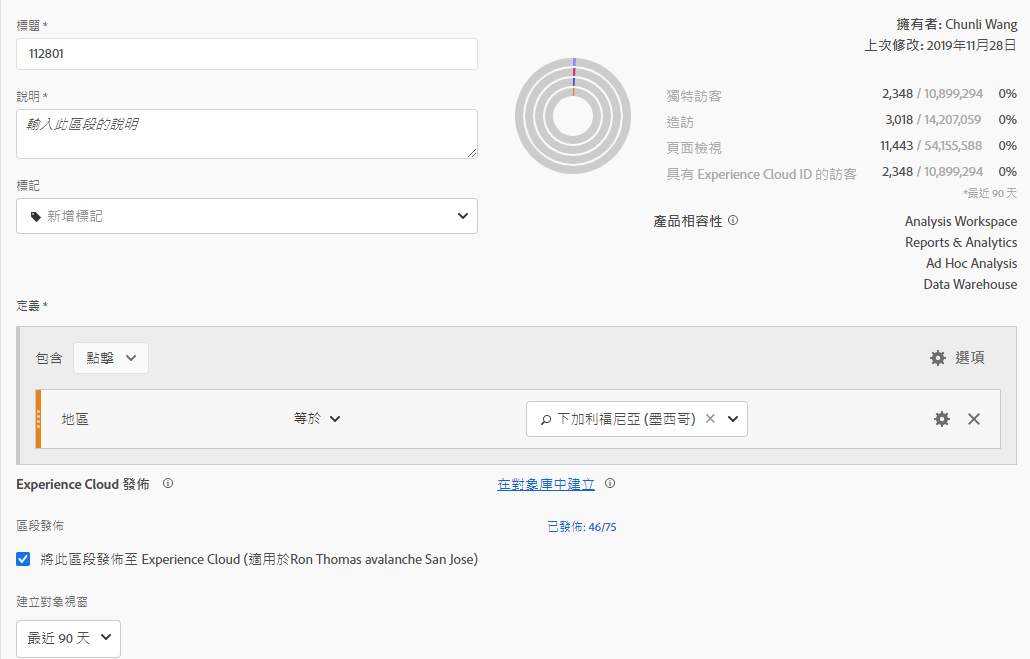 標題 *
112801
說明 *
輸入此區段的說明
標記
新增標記
擁有者: Chunli Wang
上次修改: 2019年11月28日
獨特訪客 2,348 / 10,899,294 0%
造訪 3,018 / 14,207,059 0%
頁面檢視 11,443 / 54,155,588 0%
具有 Experience Cloud ID 的訪客 2,348 / 10,899,294 0%
*最近 90 天
產品相容性 Analysis Workspace
Reports & Analytics
Ad Hoc Analysis
Data Warehouse
定義 *
包含 點擊 選項
地區 等於 下加利福尼亞 (墨西哥)
Experience Cloud 發佈 在對象庫中建立
區段發佈 已發佈: 46/75
將此區段發佈至 Experience Cloud (適用於Ron Thomas avalanche San Jose)
建立對象視窗
最近 90 天